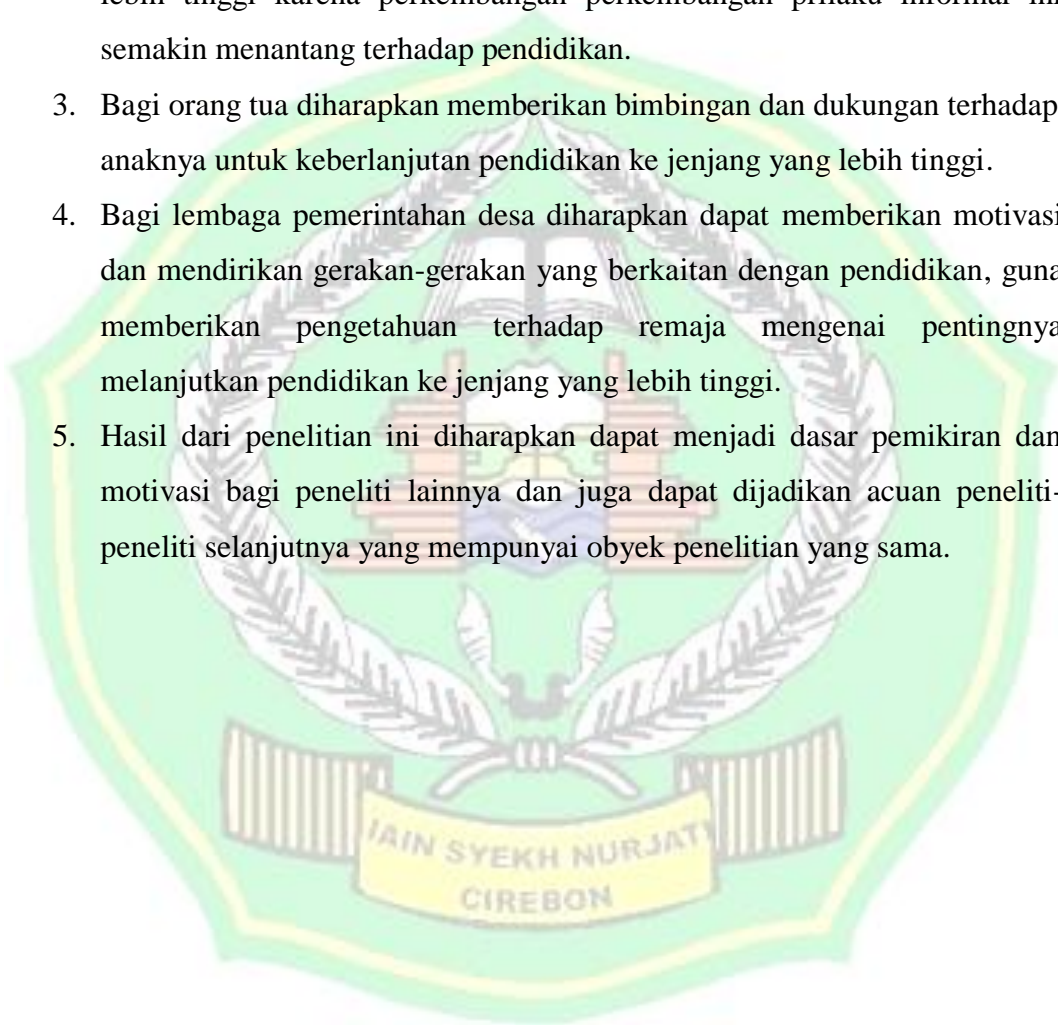 lebih tinggi karena perkembangan perkembangan prilaku informal ini
semakin menantang terhadap pendidikan.
3. Bagi orang tua diharapkan memberikan bimbingan dan dukungan terhadap
anaknya untuk keberlanjutan pendidikan ke jenjang yang lebih tinggi.
4. Bagi lembaga pemerintahan desa diharapkan dapat memberikan motivasi
dan mendirikan gerakan-gerakan yang berkaitan dengan pendidikan, guna
memberikan pengetahuan terhadap remaja mengenai pentingnya
melanjutkan pendidikan ke jenjang yang lebih tinggi.
5. Hasil dari penelitian ini diharapkan dapat menjadi dasar pemikiran dan
motivasi bagi peneliti lainnya dan juga dapat dijadikan acuan peneliti-
peneliti selanjutnya yang mempunyai obyek penelitian yang sama.
IAIN SYEKH NURJATI
CIREBON